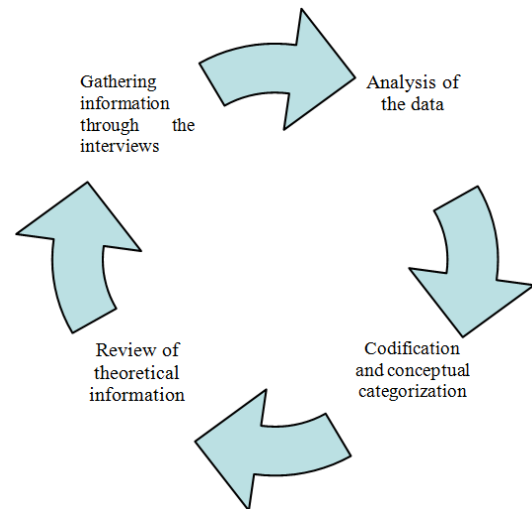 Gathering
information
through the
interviews
Analysis of
the data
Codification
and conceptual
categorization
Review of
theoretical
information